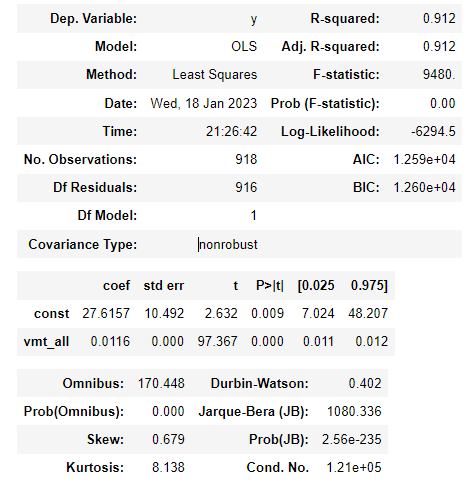 Dep. Variable: y R-squared: 0.912
Model: OLS Adj. R-squared: 0.912
Method: Least Squares F-statistic: 9480.
Date: Wed, 18 Jan 2023 Prob (F-statistic): 0.00
Time: 21:26:42 Log-Likelihood: -6294.5
No. Observations: 918 AIC: 1.259e+04
Df Residuals: 916 BIC: 1.260e+04
Df Model: 1
Covariance Type: nonrobust
coef std err t P>|t| [0.025 0.975]
const 27.6157 10.492 2.632 0.009 7.024 48.207
vmt_all 0.0116 0.000 97.367 0.000 0.011 0.012
Omnibus: 170.448 Durbin-Watson: 0.402
Prob(Omnibus): 0.000 Jarque-Bera (JB): 1080.336
Skew: 0.679 Prob(JB): 2.56e-235
Kurtosis: 8.138 Cond. No. 1.21e+05